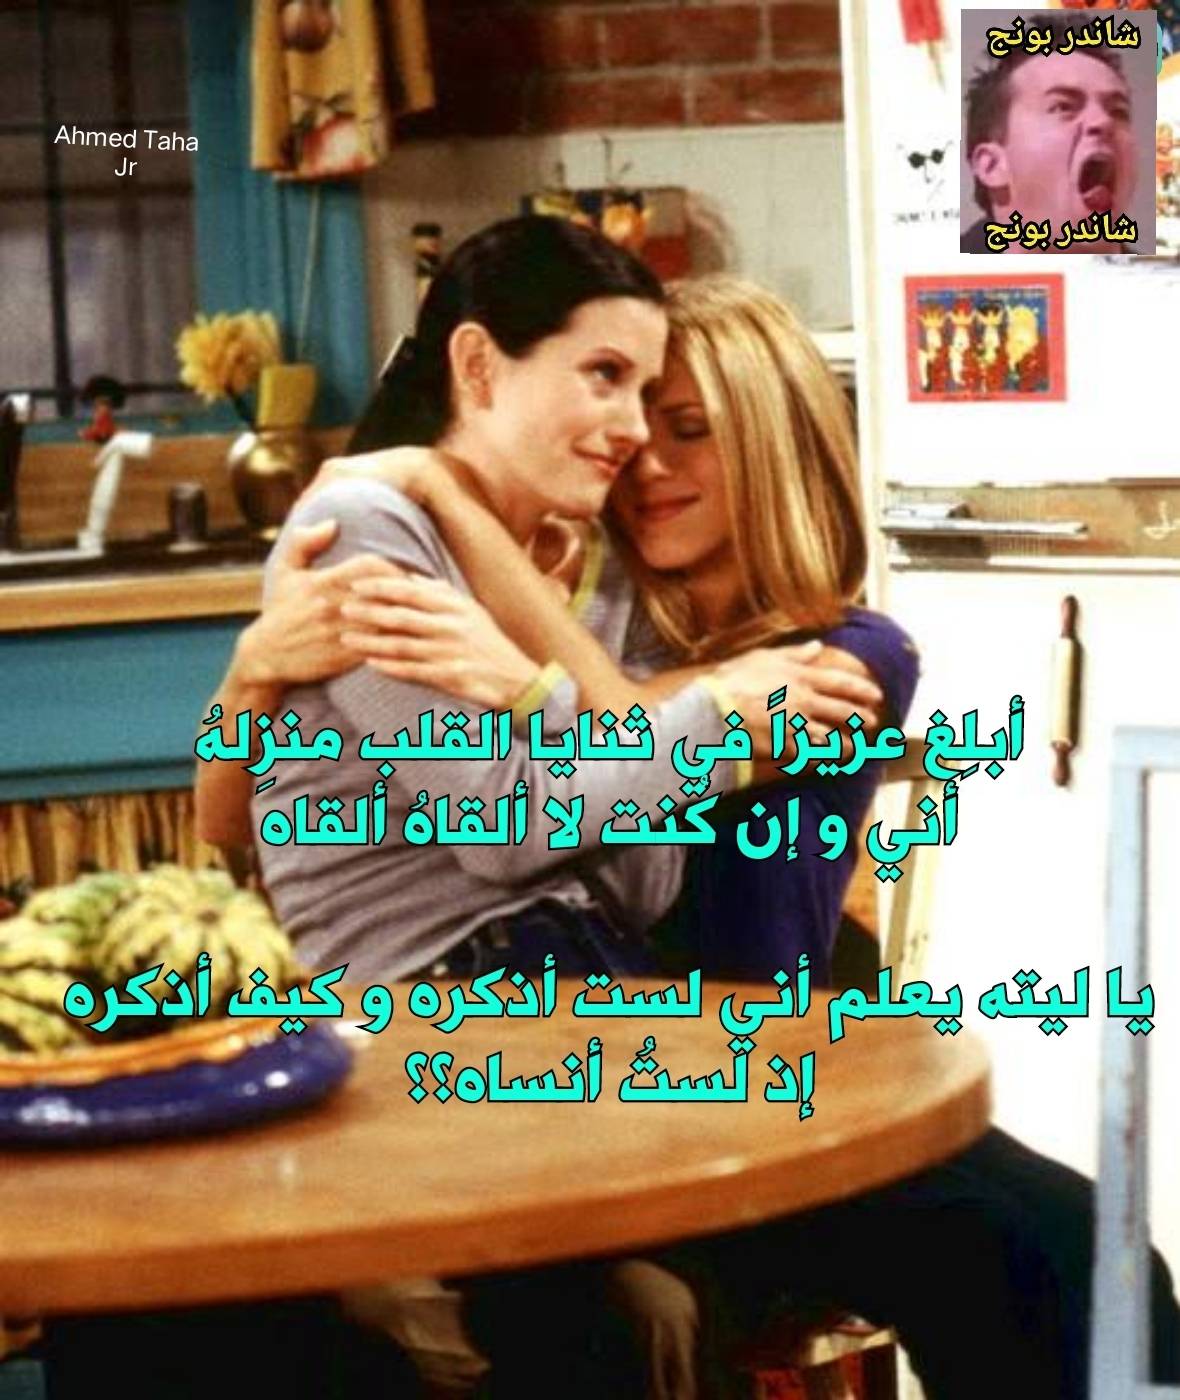 شاندر بونج
Ahmed Taha
Jr
شاندر بونج
أبلِغ عزيزاً في ثنايا القلب منزِلهُ
أني و إن كُنت لا ألقاهُ ألقاه
يا ليته يعلم أني لست أذكره و كيف أذكره
إذ لستُ أنساه؟؟